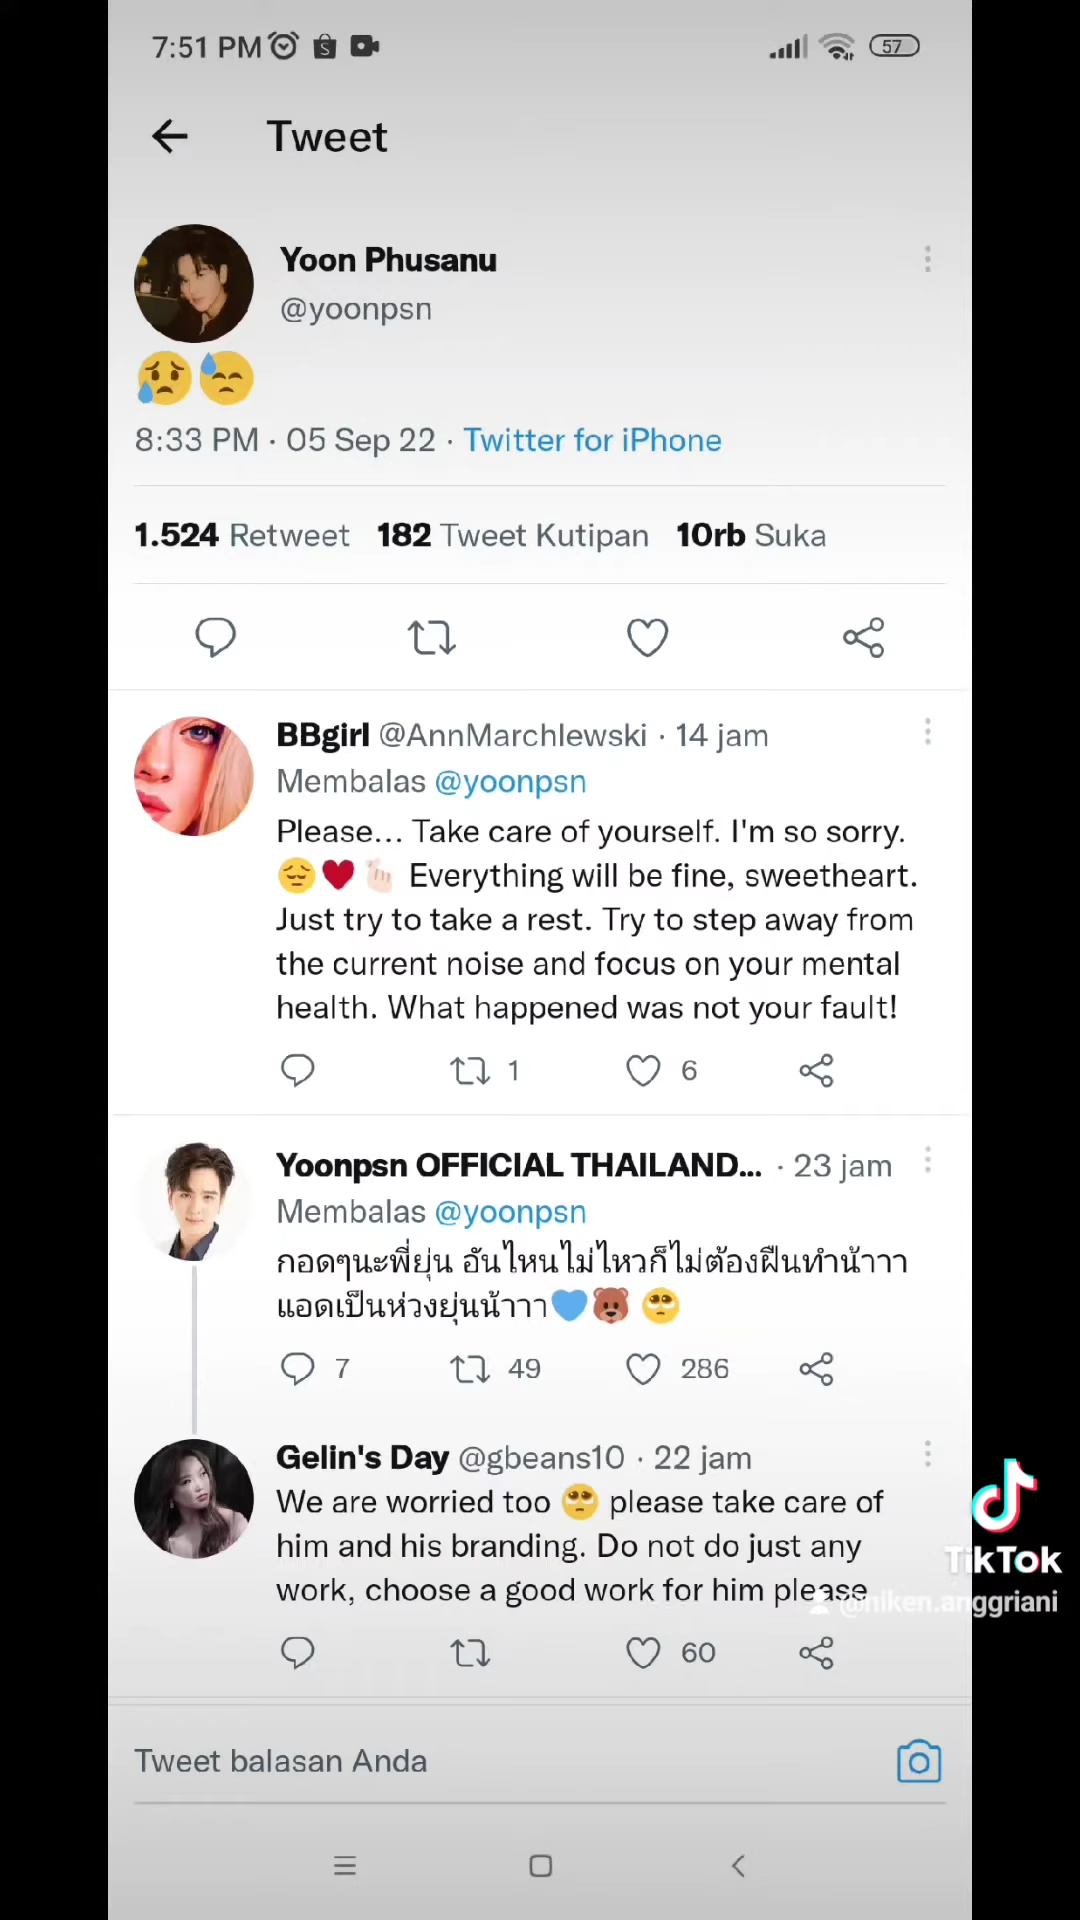 7:51 PM
57
Tweet
Yoon Phusanu
@yoonpsn
😥😓
8:33 PM · 05 Sep 22 · Twitter for iPhone
1.524 Retweet 182 Tweet Kutipan 10rb Suka
BBgirl @AnnMarchlewski · 14 jam
Membalas @yoonpsn
Please... Take care of yourself. I'm so sorry.
😔♥️🫰🏻 Everything will be fine, sweetheart.
Just try to take a rest. Try to step away from
the current noise and focus on your mental
health. What happened was not your fault!
1 6
Yoonpsn OFFICIAL THAILAND... · 23 jam
Membalas @yoonpsn
กอดๆนะพี่ยุ่น อันไหนไม่ไหวก็ไม่ต้องฝืนทำน้าาา
แอดเป็นห่วงยุ่นน้าาา💙🐻🥺
7 49 286
Gelin's Day @gbeans10 · 22 jam
We are worried too 🥺 please take care of
him and his branding. Do not do just any
work, choose a good work for him please
60
TikTok
@niken.anggriani
Tweet balasan Anda